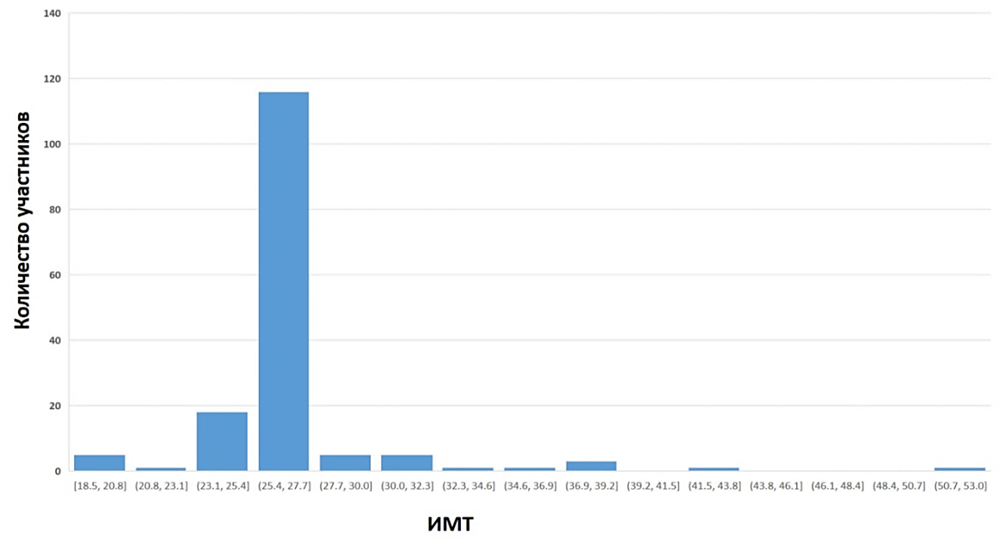 Количество участников
140
120
100
80
60
40
20
0
[18.5, 20.8] (20.8, 23.1] (23.1, 25.4] (25.4, 27.7] (27.7, 30.0] (30.0, 32.3] (32.3, 34.6] (34.6, 36.9] (36.9, 39.2] (39.2, 41.5] (41.5, 43.8] (43.8, 46.1] (46.1, 48.4] (48.4, 50.7] (50.7, 53.0]
ИМТ